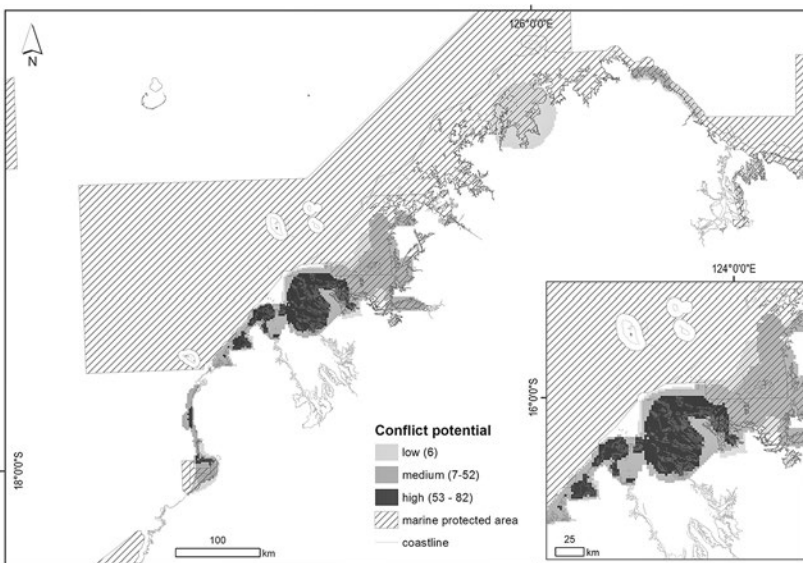 126°0'0"E
N
124°0'0"E
16°0'0"S
18°0'0"S
Conflict potential
low (6)
medium (7-52)
high (53 - 82)
marine protected area
coastline
100
km
25
km